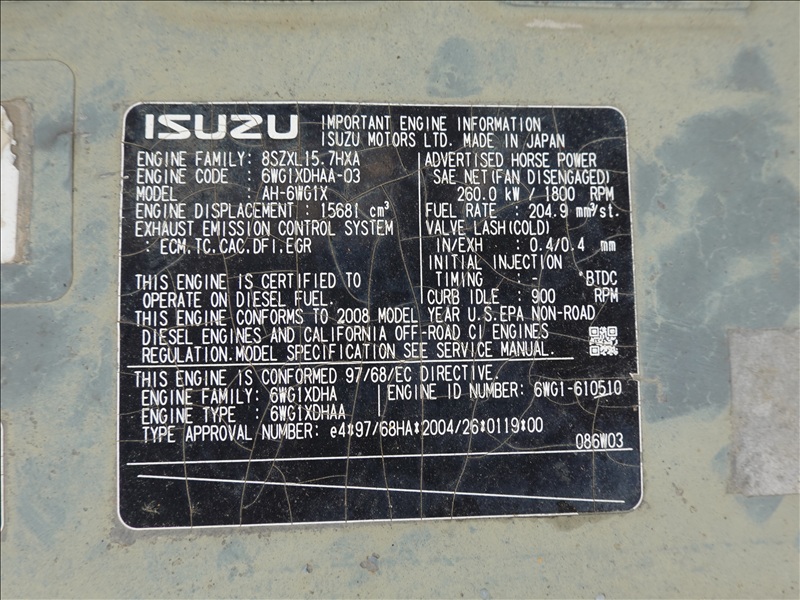 ISUZU
IMPORTANT ENGINE INFORMATION
ISUZU MOTORS LTD. MADE IN JAPAN
ENGINE FAMILY: 8SZXL15.7HXA
ENGINE CODE : 6WG1XDHAA-03
MODEL : AH-6WG1X
ENGINE DISPLACEMENT: 15681 cm³
EXHAUST EMISSION CONTROL SYSTEM
: ECM.TC.CAC.DFI.EGR
ADVERTISED HORSE POWER
SAE NET(FAN DISENGAGED)
260.0 kW / 1800 RPM
FUEL RATE : 204.9 mm³/st.
VALVE LASH(COLD)
IN/EXH : 0.4/0.4 mm
INITIAL INJECTION
TIMING : - °BTDC
CURB IDLE : 900 RPM
THIS ENGINE IS CERTIFIED TO
OPERATE ON DIESEL FUEL.
THIS ENGINE CONFORMS TO 2008 MODEL YEAR U.S.EPA NON-ROAD
DIESEL ENGINES AND CALIFORNIA OFF-ROAD CI ENGINES
REGULATION.MODEL SPECIFICATION SEE SERVICE MANUAL.
THIS ENGINE IS CONFORMED 97/68/EC DIRECTIVE.
ENGINE FAMILY: 6WG1XDHA
ENGINE ID NUMBER: 6WG1-610510
ENGINE TYPE : 6WG1XDHAA
TYPE APPROVAL NUMBER: e4*97/68HA*2004/26*0119*00
086W03